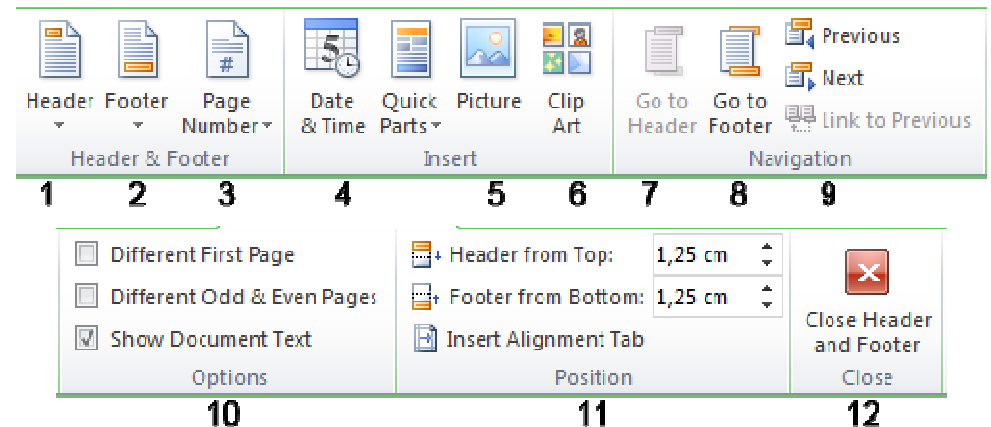 Header Footer Page Number
Date & Time Quick Parts Picture Clip Art
Go to Header Go to Footer
Previous
Next
Link to Previous
Header & Footer Insert Navigation
1 2 3 4 5 6 7 8 9
Different First Page
Different Odd & Even Pages
Show Document Text
Header from Top: 1,25 cm
Footer from Bottom: 1,25 cm
Insert Alignment Tab
Close Header
and Footer
Options Position Close
10 11 12